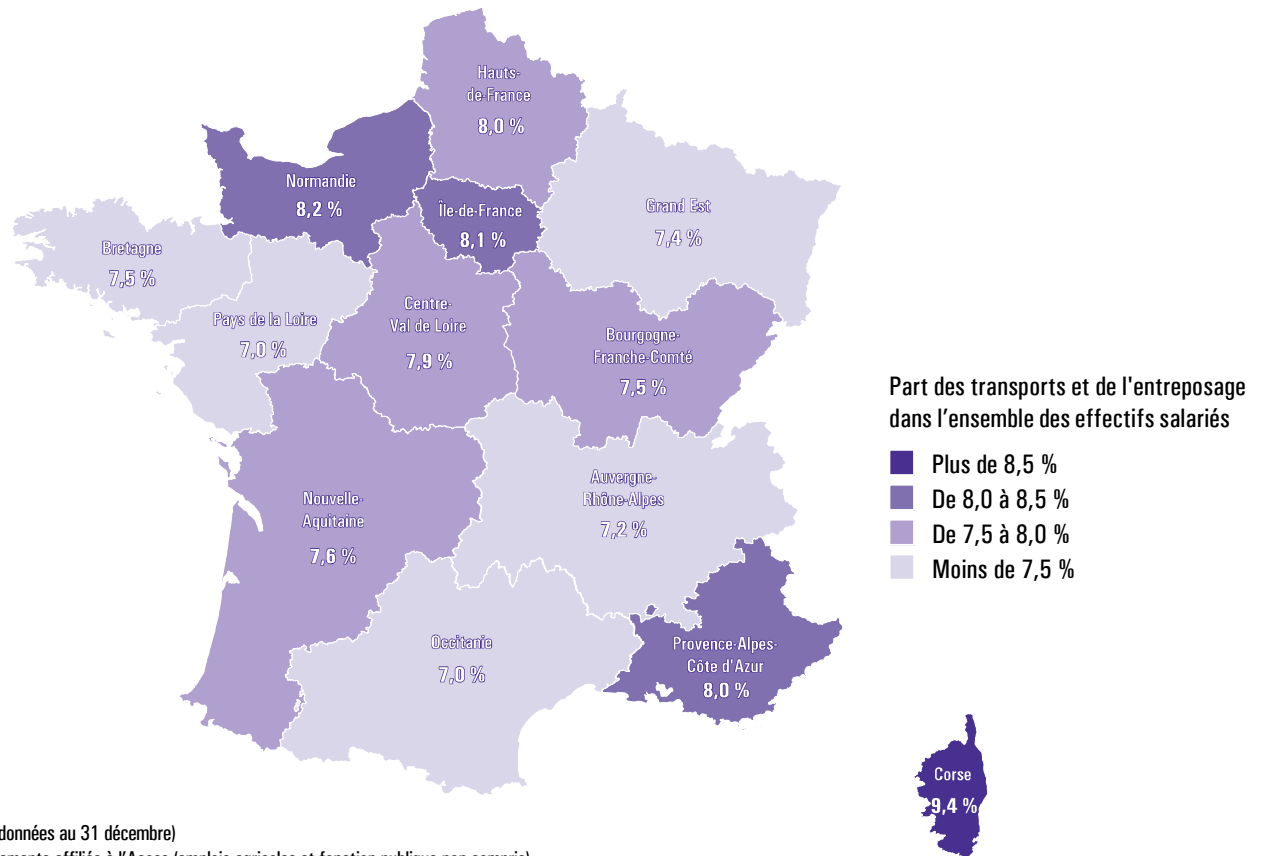 Hauts-
de-France
8,0 %
Normandie
8,2 %
Île-de-France
8,1 %
Grand Est
7,4 %
Bretagne
7,5 %
Pays de la Loire
7,0 %
Centre-
Val de Loire
7,9 %
Bourgogne-
Franche-Comté
7,5 %
Part des transports et de l'entreposage
dans l’ensemble des effectifs salariés
Plus de 8,5 %
De 8,0 à 8,5 %
De 7,5 à 8,0 %
Moins de 7,5 %
Nouvelle-
Aquitaine
7,6 %
Auvergne-
Rhône-Alpes
7,2 %
Occitanie
7,0 %
Provence-Alpes-
Côte d'Azur
8,0 %
Corse
9,4 %
données au 31 décembre)